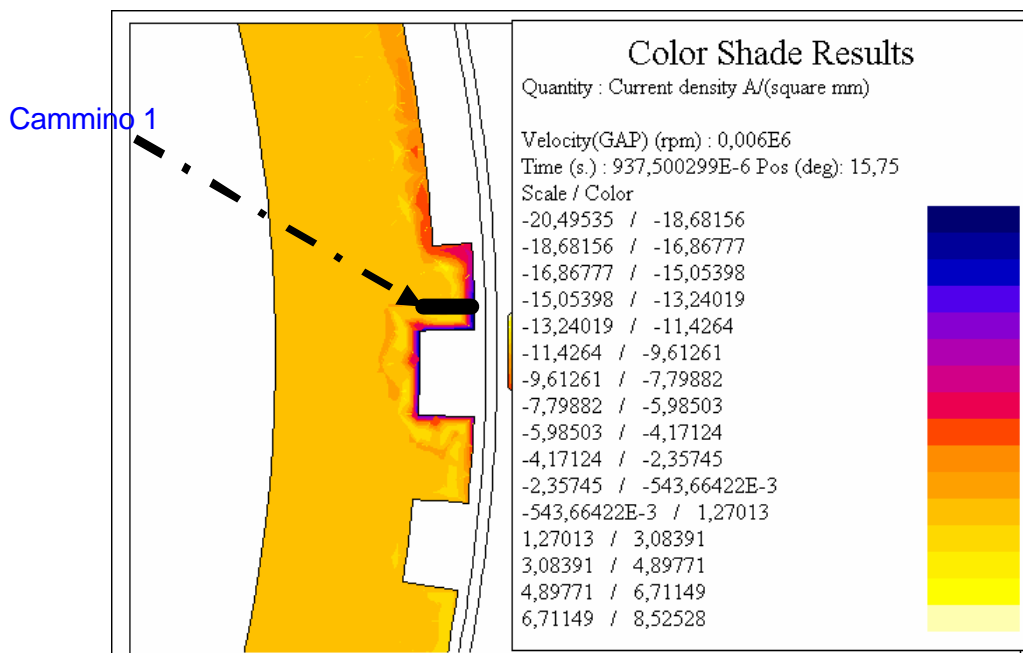 Color Shade Results
Quantity : Current density A/(square mm)
Cammino 1
Velocity(GAP) (rpm) : 0,006E6
Time (s.) : 937,500299E-6 Pos (deg): 15,75
Scale / Color
-20,49535 / -18,68156
-18,68156 / -16,86777
-16,86777 / -15,05398
-15,05398 / -13,24019
-13,24019 / -11,4264
-11,4264 / -9,61261
-9,61261 / -7,79882
-7,79882 / -5,98503
-5,98503 / -4,17124
-4,17124 / -2,35745
-2,35745 / -543,66422E-3
-543,66422E-3 / 1,27013
1,27013 / 3,08391
3,08391 / 4,89771
4,89771 / 6,71149
6,71149 / 8,52528